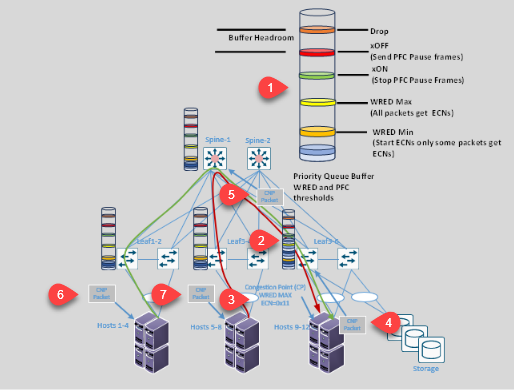 Buffer Headroom
Drop
xOFF
(Send PFC Pause frames)
xON
(Stop PFC Pause Frames)
1
WRED Max
(All packets get ECNs)
WRED Min
(Start ECNs only some packets get
ECNs)
Spine-1
Spine-2
Priority Queue Buffer
WRED and PFC
thresholds
5
CNP
Packet
2
Leaf1-2
Leaf3-
Leaf5-6
6
CNP
Packet
7
CNP
Packet
3
Congestion Point (CP)
WRED MAX
ECN=0x11
Hosts 1-4
Hosts 5-8
Hosts 9-12
CNP
Packet
4
Storage